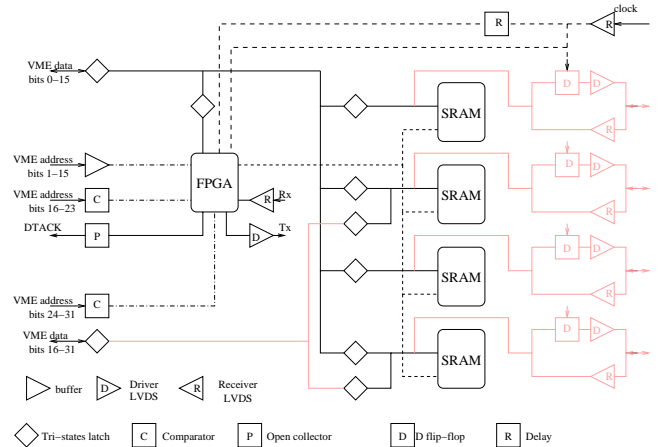 clock
R
R
VME data
bits 0–15
D
D
SRAM
R
VME address
bits 1–15
FPGA
D
D
SRAM
VME address
bits 16–23
C
R
Rx
R
DTACK
P
D
Tx
D
D
SRAM
VME address
bits 24–31
C
R
VME data
bits 16–31
D
D
SRAM
R
buffer
D
Driver
LVDS
R
Receiver
LVDS
Tri–states latch
C
Comparator
P
Open collector
D
D flip–flop
R
Delay